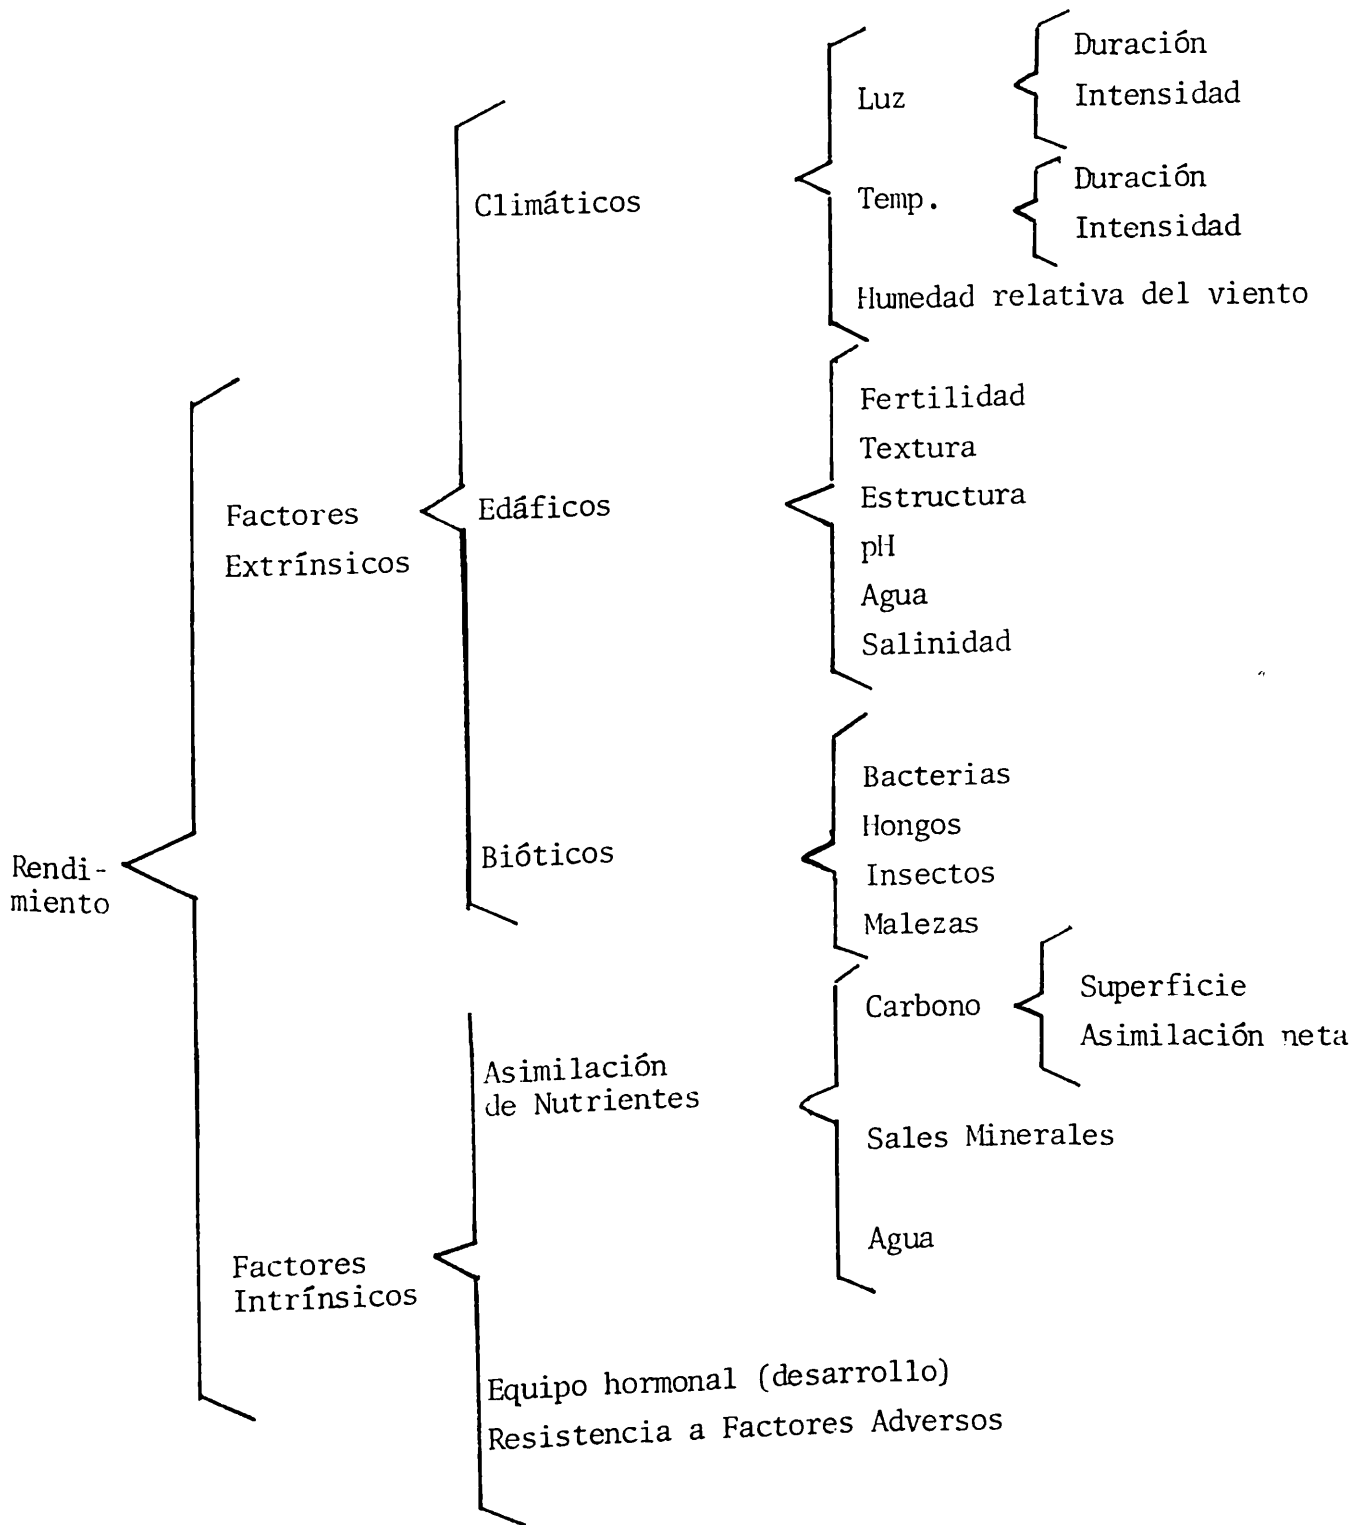 Rendi-
miento
Factores
Extrínsicos
Climáticos
Luz
Duración
Intensidad
Temp.
Duración
Intensidad
Humedad relativa del viento
Edáficos
Fertilidad
Textura
Estructura
pH
Agua
Salinidad
Bióticos
Bacterias
Hongos
Insectos
Malezas
Factores
Intrínsicos
Asimilación
de Nutrientes
Carbono
Superficie
Asimilación neta
Sales Minerales
Agua
Equipo hormonal (desarrollo)
Resistencia a Factores Adversos